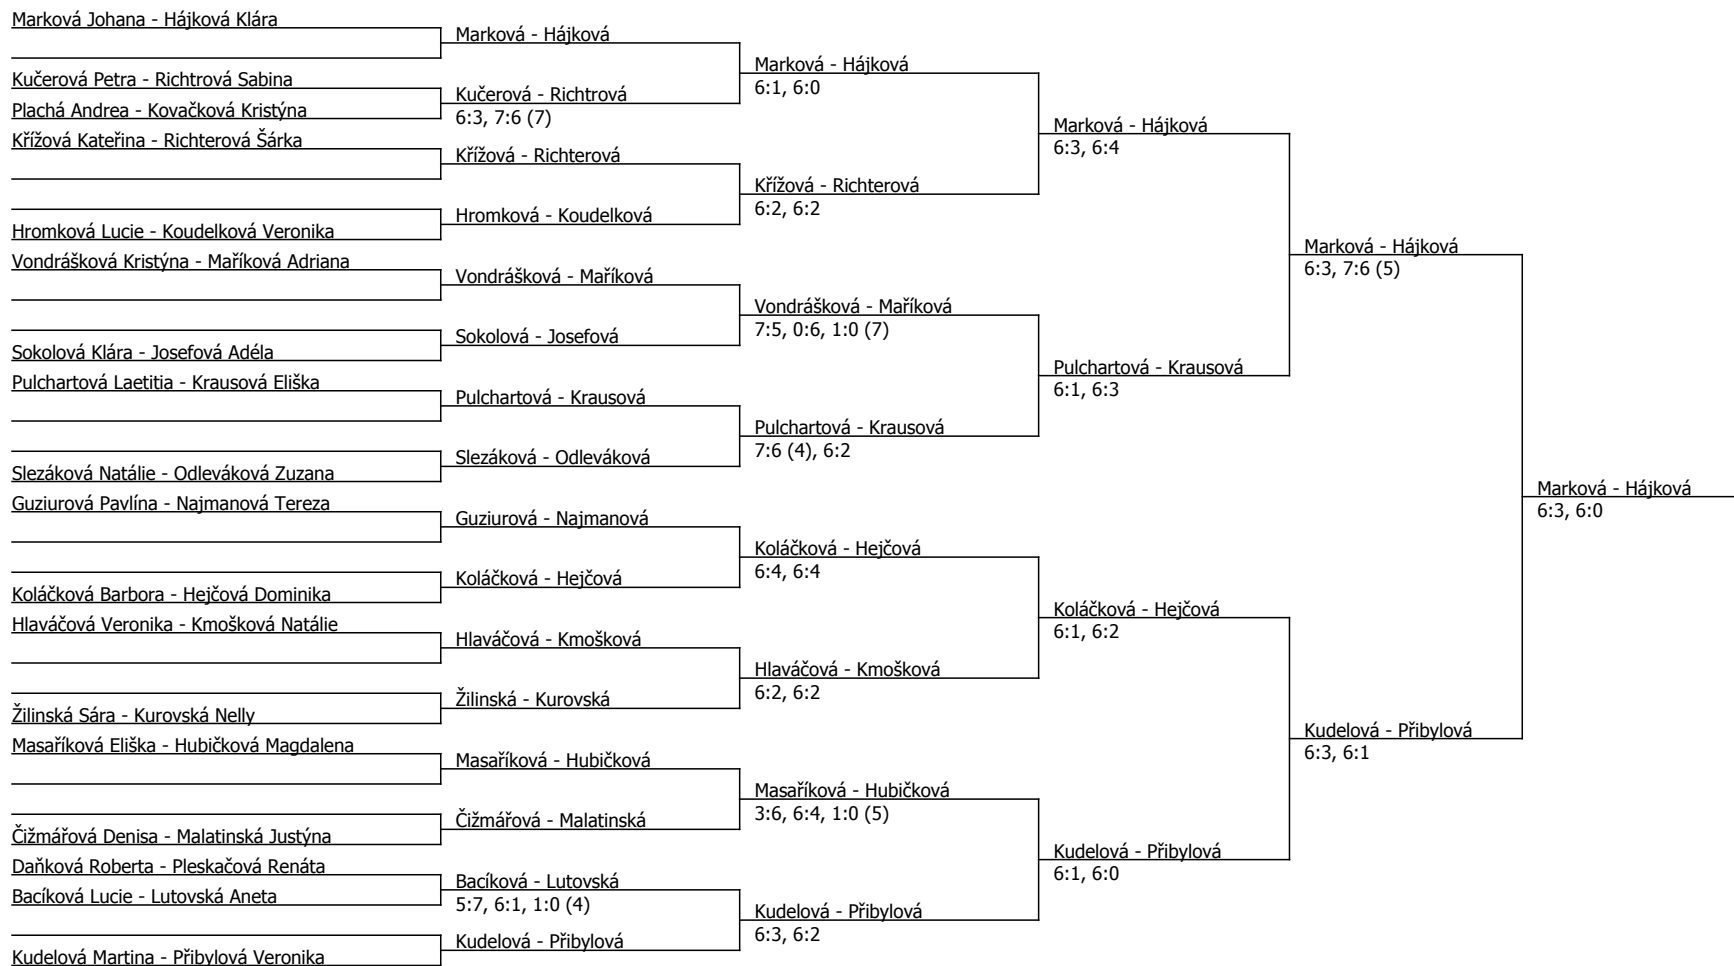 Marková Johana - Hájková Klára
Kučerová Petra - Richtrová Sabina
Plachá Andrea - Kovačková Kristýna
Křížová Kateřina - Richterová Šárka
Hromková Lucie - Koudelková Veronika
Vondrášková Kristýna - Maříková Adriana
Sokolová Klára - Josefová Adéla
Pulchartová Laetitia - Krausová Eliška
Slezáková Natálie - Odleváková Zuzana
Guziurová Pavlína - Najmanová Tereza
Koláčková Barbora - Hejčová Dominika
Hlaváčová Veronika - Kmošková Natálie
Žilinská Sára - Kurovská Nelly
Masaříková Eliška - Hubičková Magdalena
Čižmářová Denisa - Malatinská Justýna
Daňková Roberta - Pleskačová Renáta
Bacíková Lucie - Lutovská Aneta
Kudelová Martina - Přibylová Veronika
Marková - Hájková
Kučerová - Richtrová
6:3, 7:6 (7)
Křížová - Richterová
Hromková - Koudelková
Vondrášková - Maříková
Sokolová - Josefová
Pulchartová - Krausová
Slezáková - Odleváková
Guziurová - Najmanová
Koláčková - Hejčová
Hlaváčová - Kmošková
Žilinská - Kurovská
Masaříková - Hubičková
Čižmářová - Malatinská
Bacíková - Lutovská
5:7, 6:1, 1:0 (4)
Kudelová - Přibylová
Marková - Hájková
6:1, 6:0
Křížová - Richterová
6:2, 6:2
Vondrášková - Maříková
7:5, 0:6, 1:0 (7)
Pulchartová - Krausová
7:6 (4), 6:2
Koláčková - Hejčová
6:4, 6:4
Hlaváčová - Kmošková
6:2, 6:2
Masaříková - Hubičková
3:6, 6:4, 1:0 (5)
Kudelová - Přibylová
6:3, 6:2
Marková - Hájková
6:3, 6:4
Pulchartová - Krausová
6:1, 6:3
Koláčková - Hejčová
6:1, 6:2
Kudelová - Přibylová
6:1, 6:0
Marková - Hájková
6:3, 7:6 (5)
Kudelová - Přibylová
6:3, 6:1
Marková - Hájková
6:3, 6:0